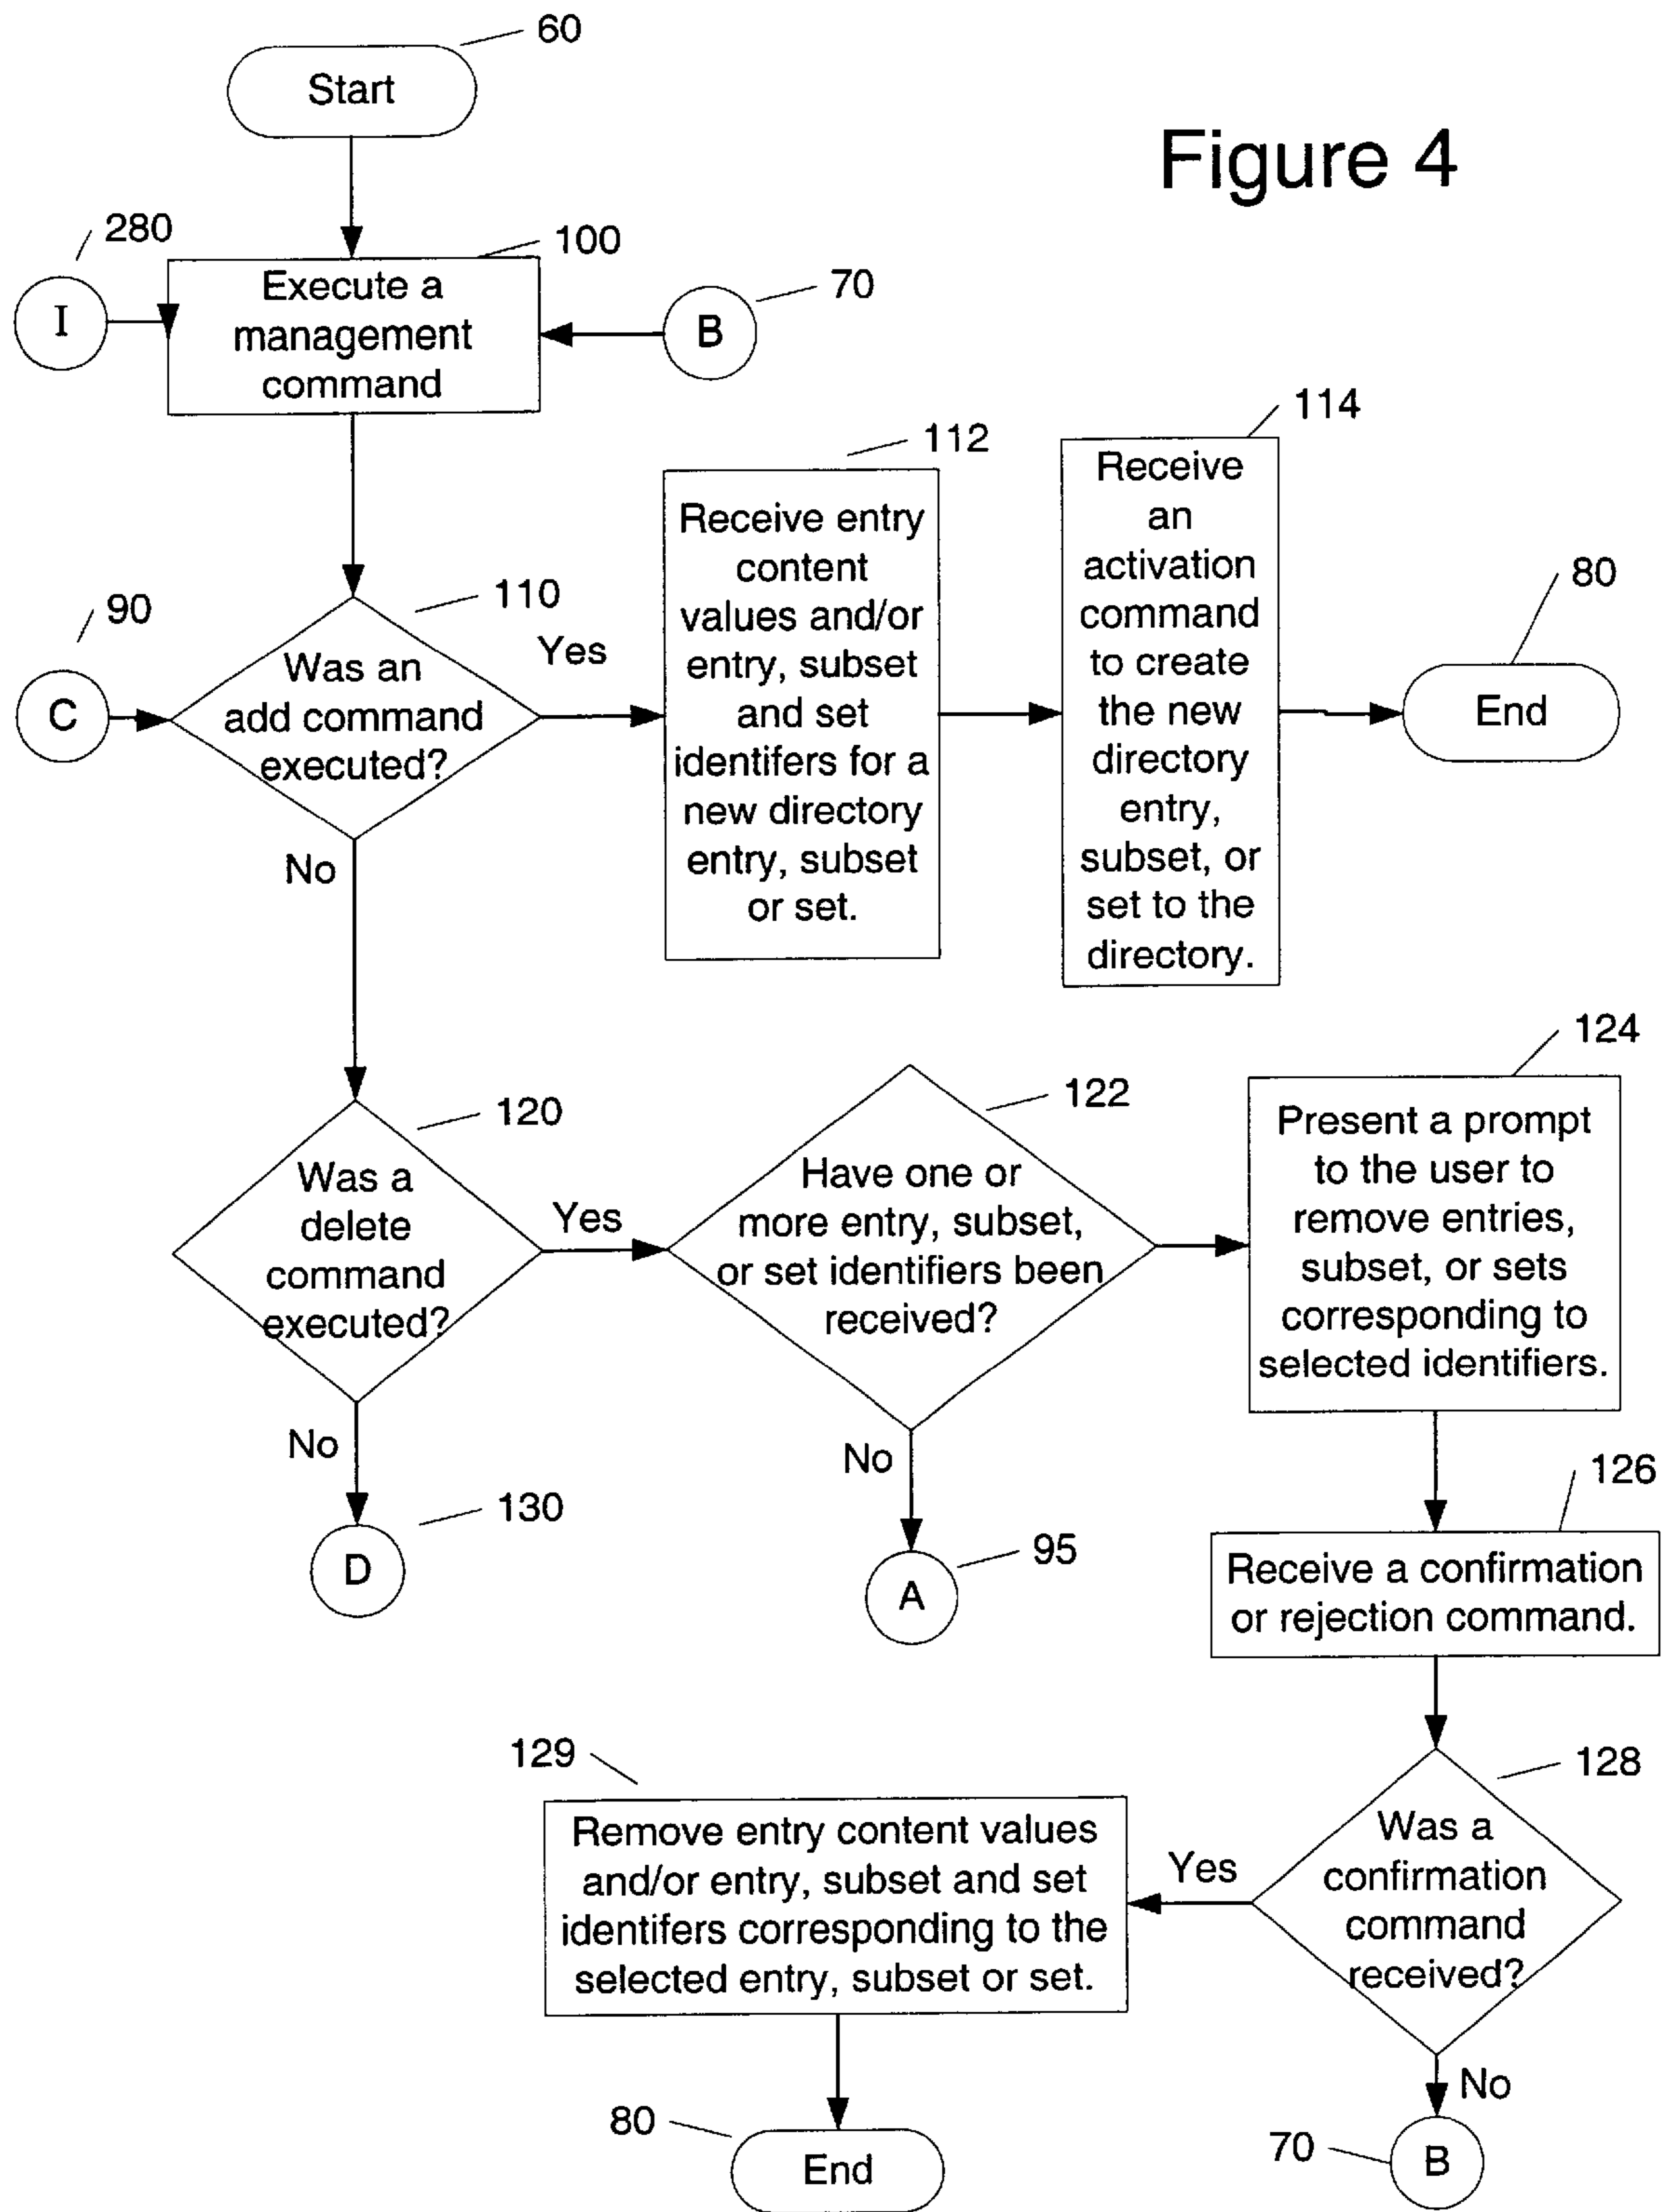 60
Start
Figure 4
280
100
I
Execute a
management
command
70
B
114
112
Receive
an
activation
command
to create
the new
directory
entry,
subset, or
set to the
directory.
Receive entry
content
values and/or
entry, subset
and set
identifers for a
new directory
entry, subset
or set.
80
End
90
110
Yes
C
Was an
add command
executed?
No
124
120
122
Was a
delete
command
executed?
Yes
Have one or
more entry, subset,
or set identifiers been
received?
Present a prompt
to the user to
remove entries,
subset, or sets
corresponding to
selected identifiers.
No
No
130
D
95
A
126
Receive a confirmation
or rejection command.
129
128
Remove entry content values
and/or entry, subset and set
identifers corresponding to the
selected entry, subset or set.
Yes
Was a
confirmation
command
received?
No
80
End
70
B